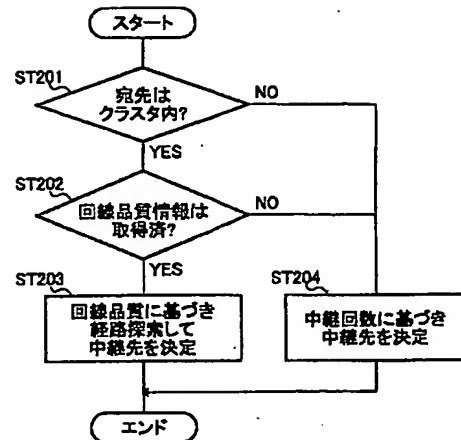 スタート
ST201
宛先は
クラスタ内?
NO
YES
ST202
回線品質情報は
取得済?
NO
YES
ST203
回線品質に基づき
経路探索して
中継先を決定
ST204
中継回数に基づき
中継先を決定
エンド